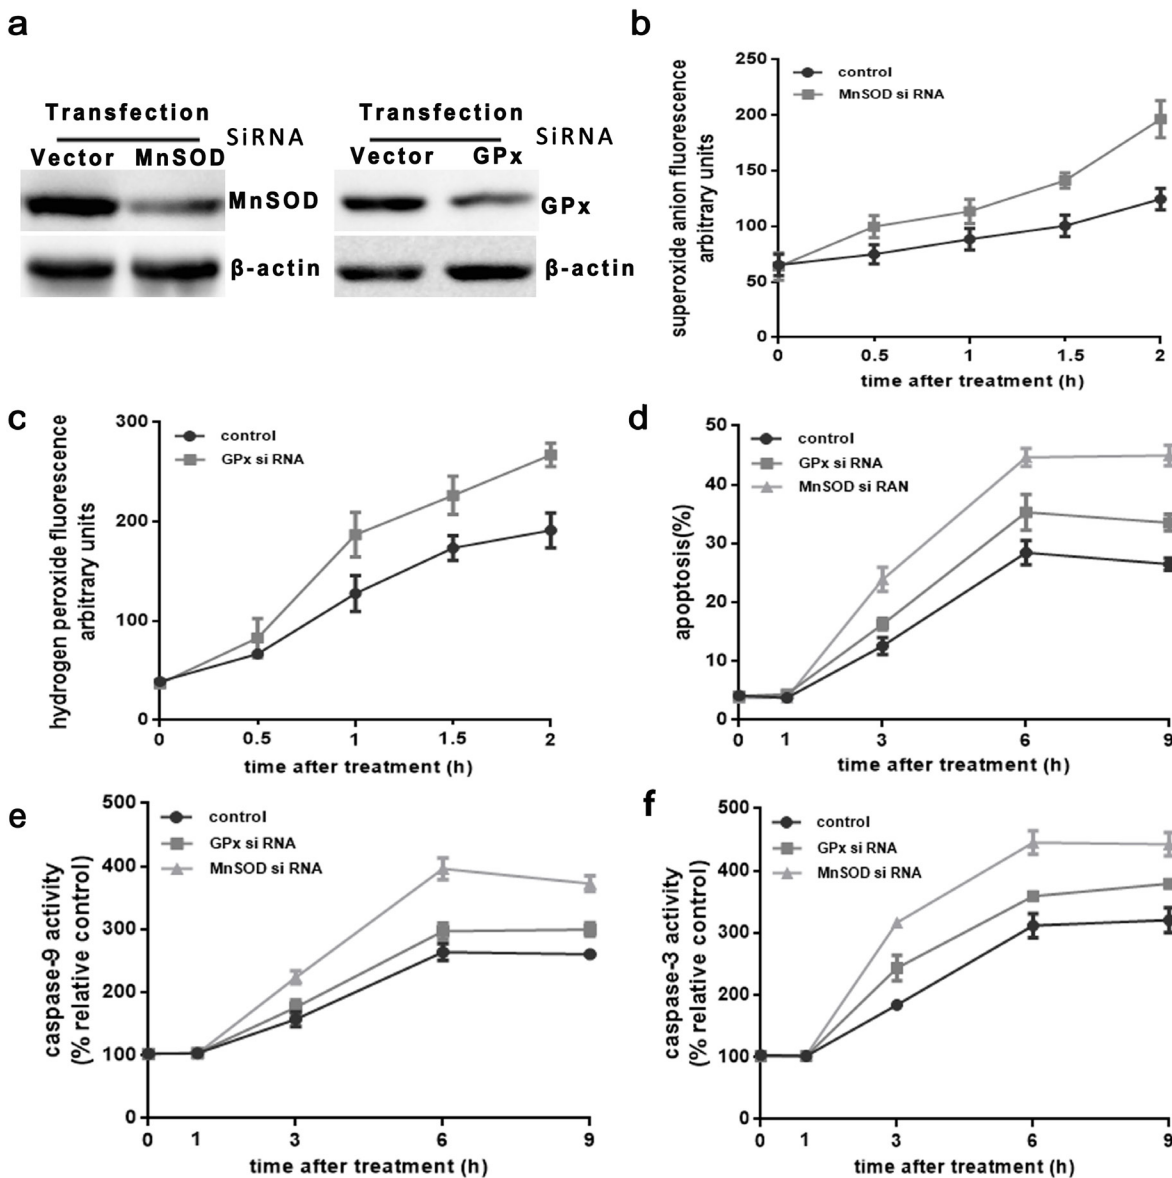 a
Transfection
SiRNA
Vector MnSOD
MnSOD
β-actin
Transfection
SiRNA
Vector GPx
GPx
β-actin
b
superoxide anion fluorescence
arbitrary units
250
200
150
100
50
0
control
MnSOD si RNA
0 0.5 1 1.5 2
time after treatment (h)
c
hydrogen peroxide fluorescence
arbitrary units
300
200
100
0
control
GPx si RNA
0 0.5 1 1.5 2
time after treatment (h)
d
apoptosis(%)
50
40
30
20
10
0
control
GPx si RNA
MnSOD si RAN
0 1 3 6 9
time after treatment (h)
e
caspase-9 activity
(% relative control)
500
400
300
200
100
0
control
GPx si RNA
MnSOD si RNA
0 1 3 6 9
time after treatment (h)
f
caspase-3 activity
(% relative control)
500
400
300
200
100
0
control
GPx si RNA
MnSOD si RNA
0 1 3 6 9
time after treatment (h)